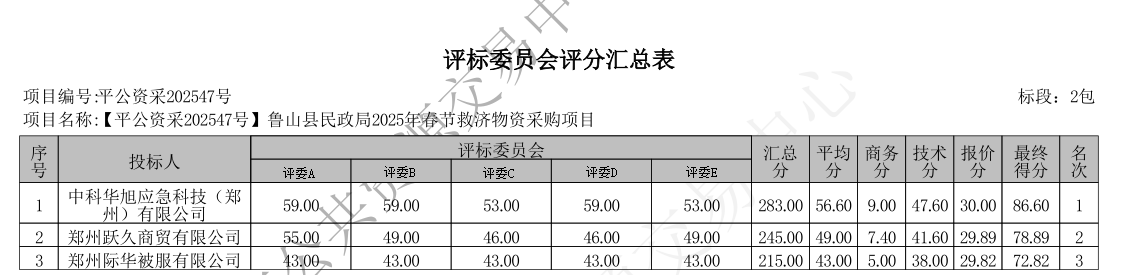 评标委员会评分汇总表
项目编号:平公资采202547号 标段：2包
项目名称:【平公资采202547号】鲁山县民政局2025年春节救济物资采购项目
序号 投标人 评标委员会 汇总分 平均分 商务分 技术分 报价分 最终得分 名次
评委A 评委B 评委C 评委D 评委E
1 中科华旭应急科技（郑州）有限公司 59.00 59.00 53.00 59.00 53.00 283.00 56.60 9.00 47.60 30.00 86.60 1
2 郑州跃久商贸有限公司 55.00 49.00 46.00 46.00 49.00 245.00 49.00 7.40 41.60 29.89 78.89 2
3 郑州际华被服有限公司 43.00 43.00 43.00 43.00 43.00 215.00 43.00 5.00 38.00 29.82 72.82 3